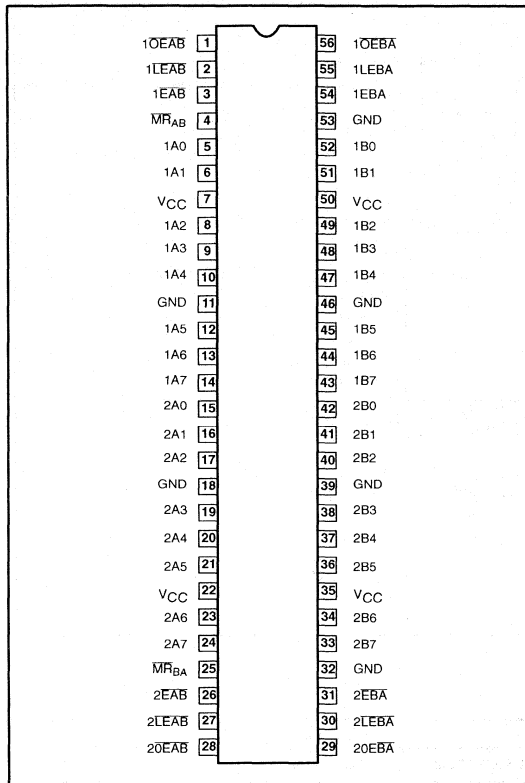 1OEAB 1 56 1OEBA
1LEAB 2 55 1LEBA
1EAB 3 54 1EBA
MRAB 4 53 GND
1A0 5 52 1B0
1A1 6 51 1B1
VCC 7 50 VCC
1A2 8 49 1B2
1A3 9 48 1B3
1A4 10 47 1B4
GND 11 46 GND
1A5 12 45 1B5
1A6 13 44 1B6
1A7 14 43 1B7
2A0 15 42 2B0
2A1 16 41 2B1
2A2 17 40 2B2
GND 18 39 GND
2A3 19 38 2B3
2A4 20 37 2B4
2A5 21 36 2B5
VCC 22 35 VCC
2A6 23 34 2B6
2A7 24 33 2B7
MRBA 25 32 GND
2EAB 26 31 2EBA
2LEAB 27 30 2LEBA
2OEAB 28 29 2OEBA